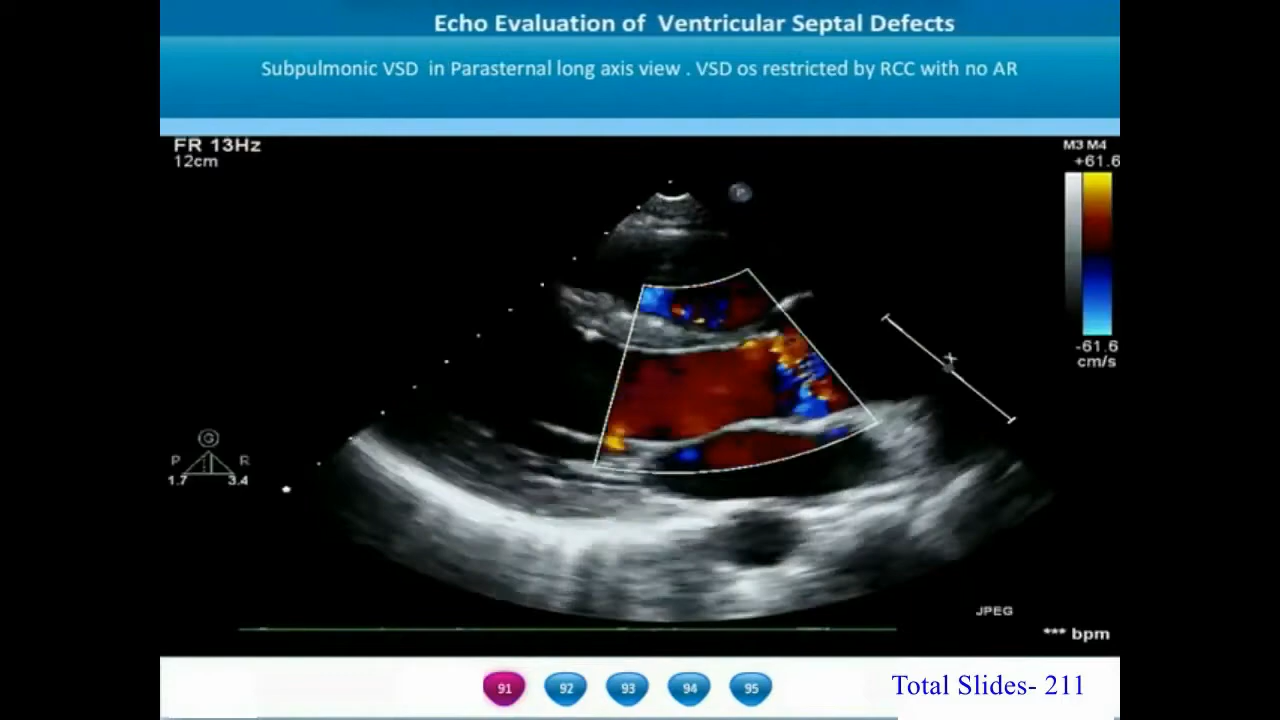 Echo Evaluation of Ventricular Septal Defects
Subpulmonic VSD in Parasternal long axis view . VSD os restricted by RCC with no AR
FR 13Hz
12cm
M3 M4
+61.6
P
-61.6
cm/s
G
P R
1.7 3.4
JPEG
*** bpm
91 92 93 94 95
Total Slides- 211